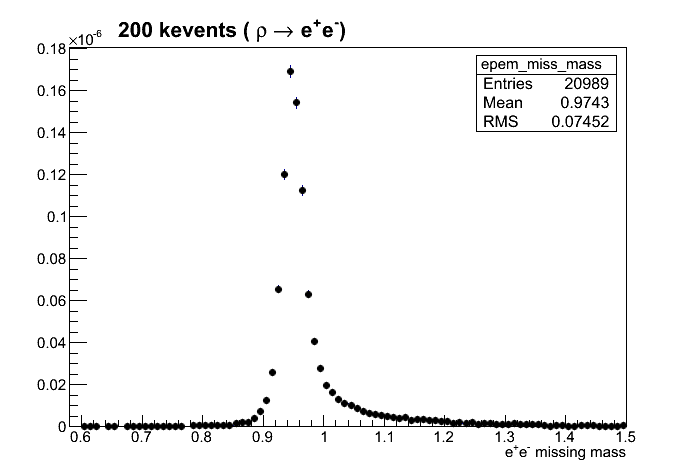 200 kevents ( ρ → e⁺e⁻)
×10⁻⁶
epem_miss_mass
Entries 20989
Mean 0.9743
RMS 0.07452
0.18
0.16
0.14
0.12
0.1
0.08
0.06
0.04
0.02
0
0.6 0.7 0.8 0.9 1 1.1 1.2 1.3 1.4 1.5
e⁺e⁻ missing mass